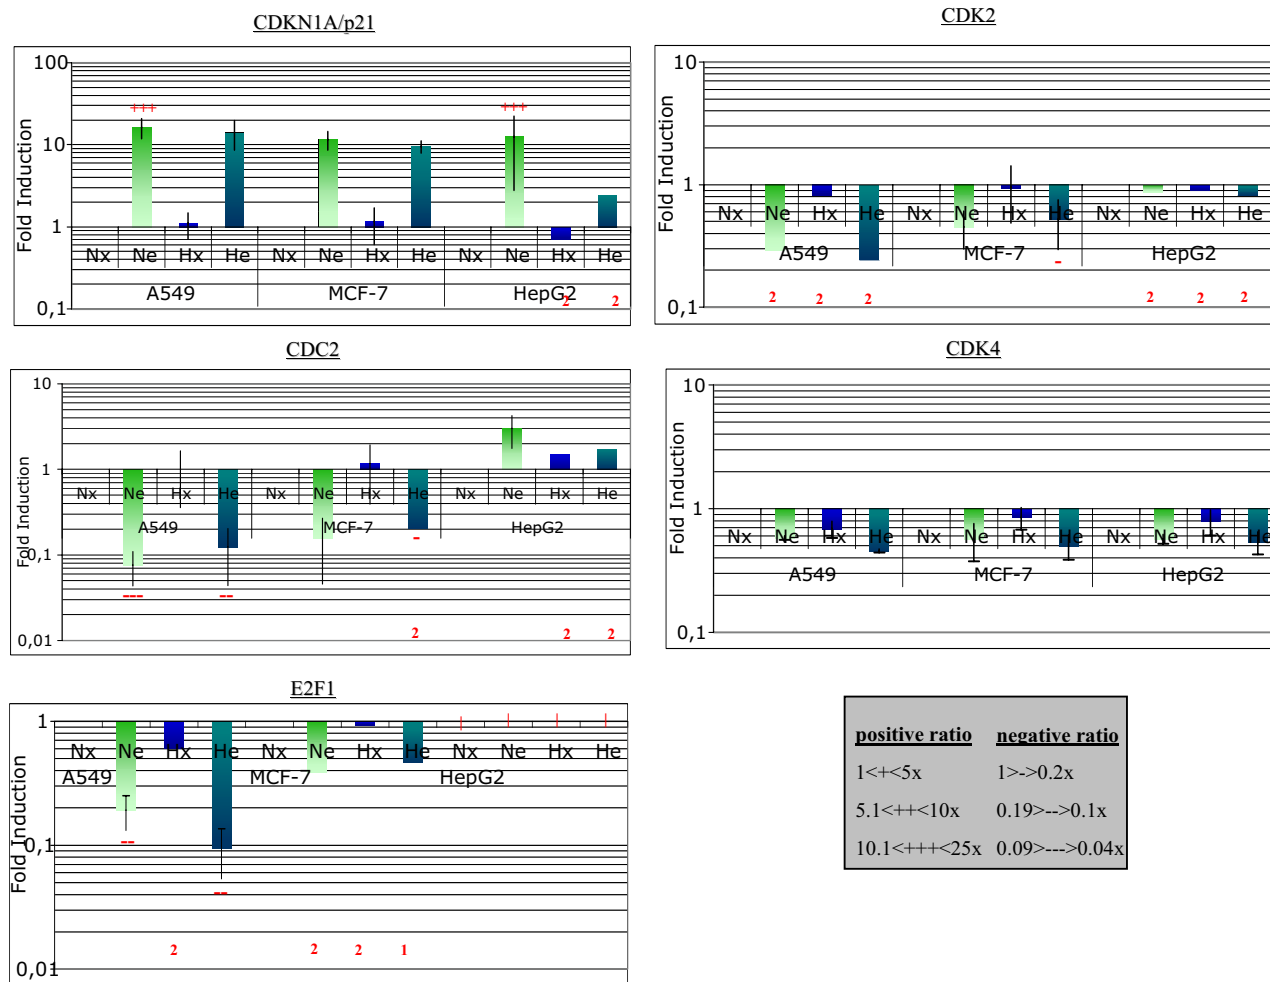 CDKN1A/p21
Fold Induction
100
10
1
0,1
+++
+++
Nx Ne Hx He Nx Ne Hx He Nx Ne Hx He
A549 MCF-7 HepG2
2 2
CDK2
Fold Induction
10
1
0,1
Nx Ne Hx He Nx Ne Hx He Nx Ne Hx He
A549 MCF-7 HepG2
-
2 2 2 2 2 2
CDC2
Fold Induction
10
1
0,1
0,01
Nx Ne Hx He Nx Ne Hx He Nx Ne Hx He
A549 MCF-7 HepG2
-
--- --
2 2 2
CDK4
Fold Induction
10
1
0,1
Nx Ne Hx He Nx Ne Hx He Nx Ne Hx He
A549 MCF-7 HepG2
E2F1
Fold Induction
1
0,1
0,01
Nx Ne Hx He Nx Ne Hx He Nx Ne Hx He
A549 MCF-7 HepG2
--
--
2 2 2 1
positive ratio negative ratio
1<+<5x 1>->0.2x
5.1<++<10x 0.19>-->0.1x
10.1<+++<25x 0.09>--->0.04x